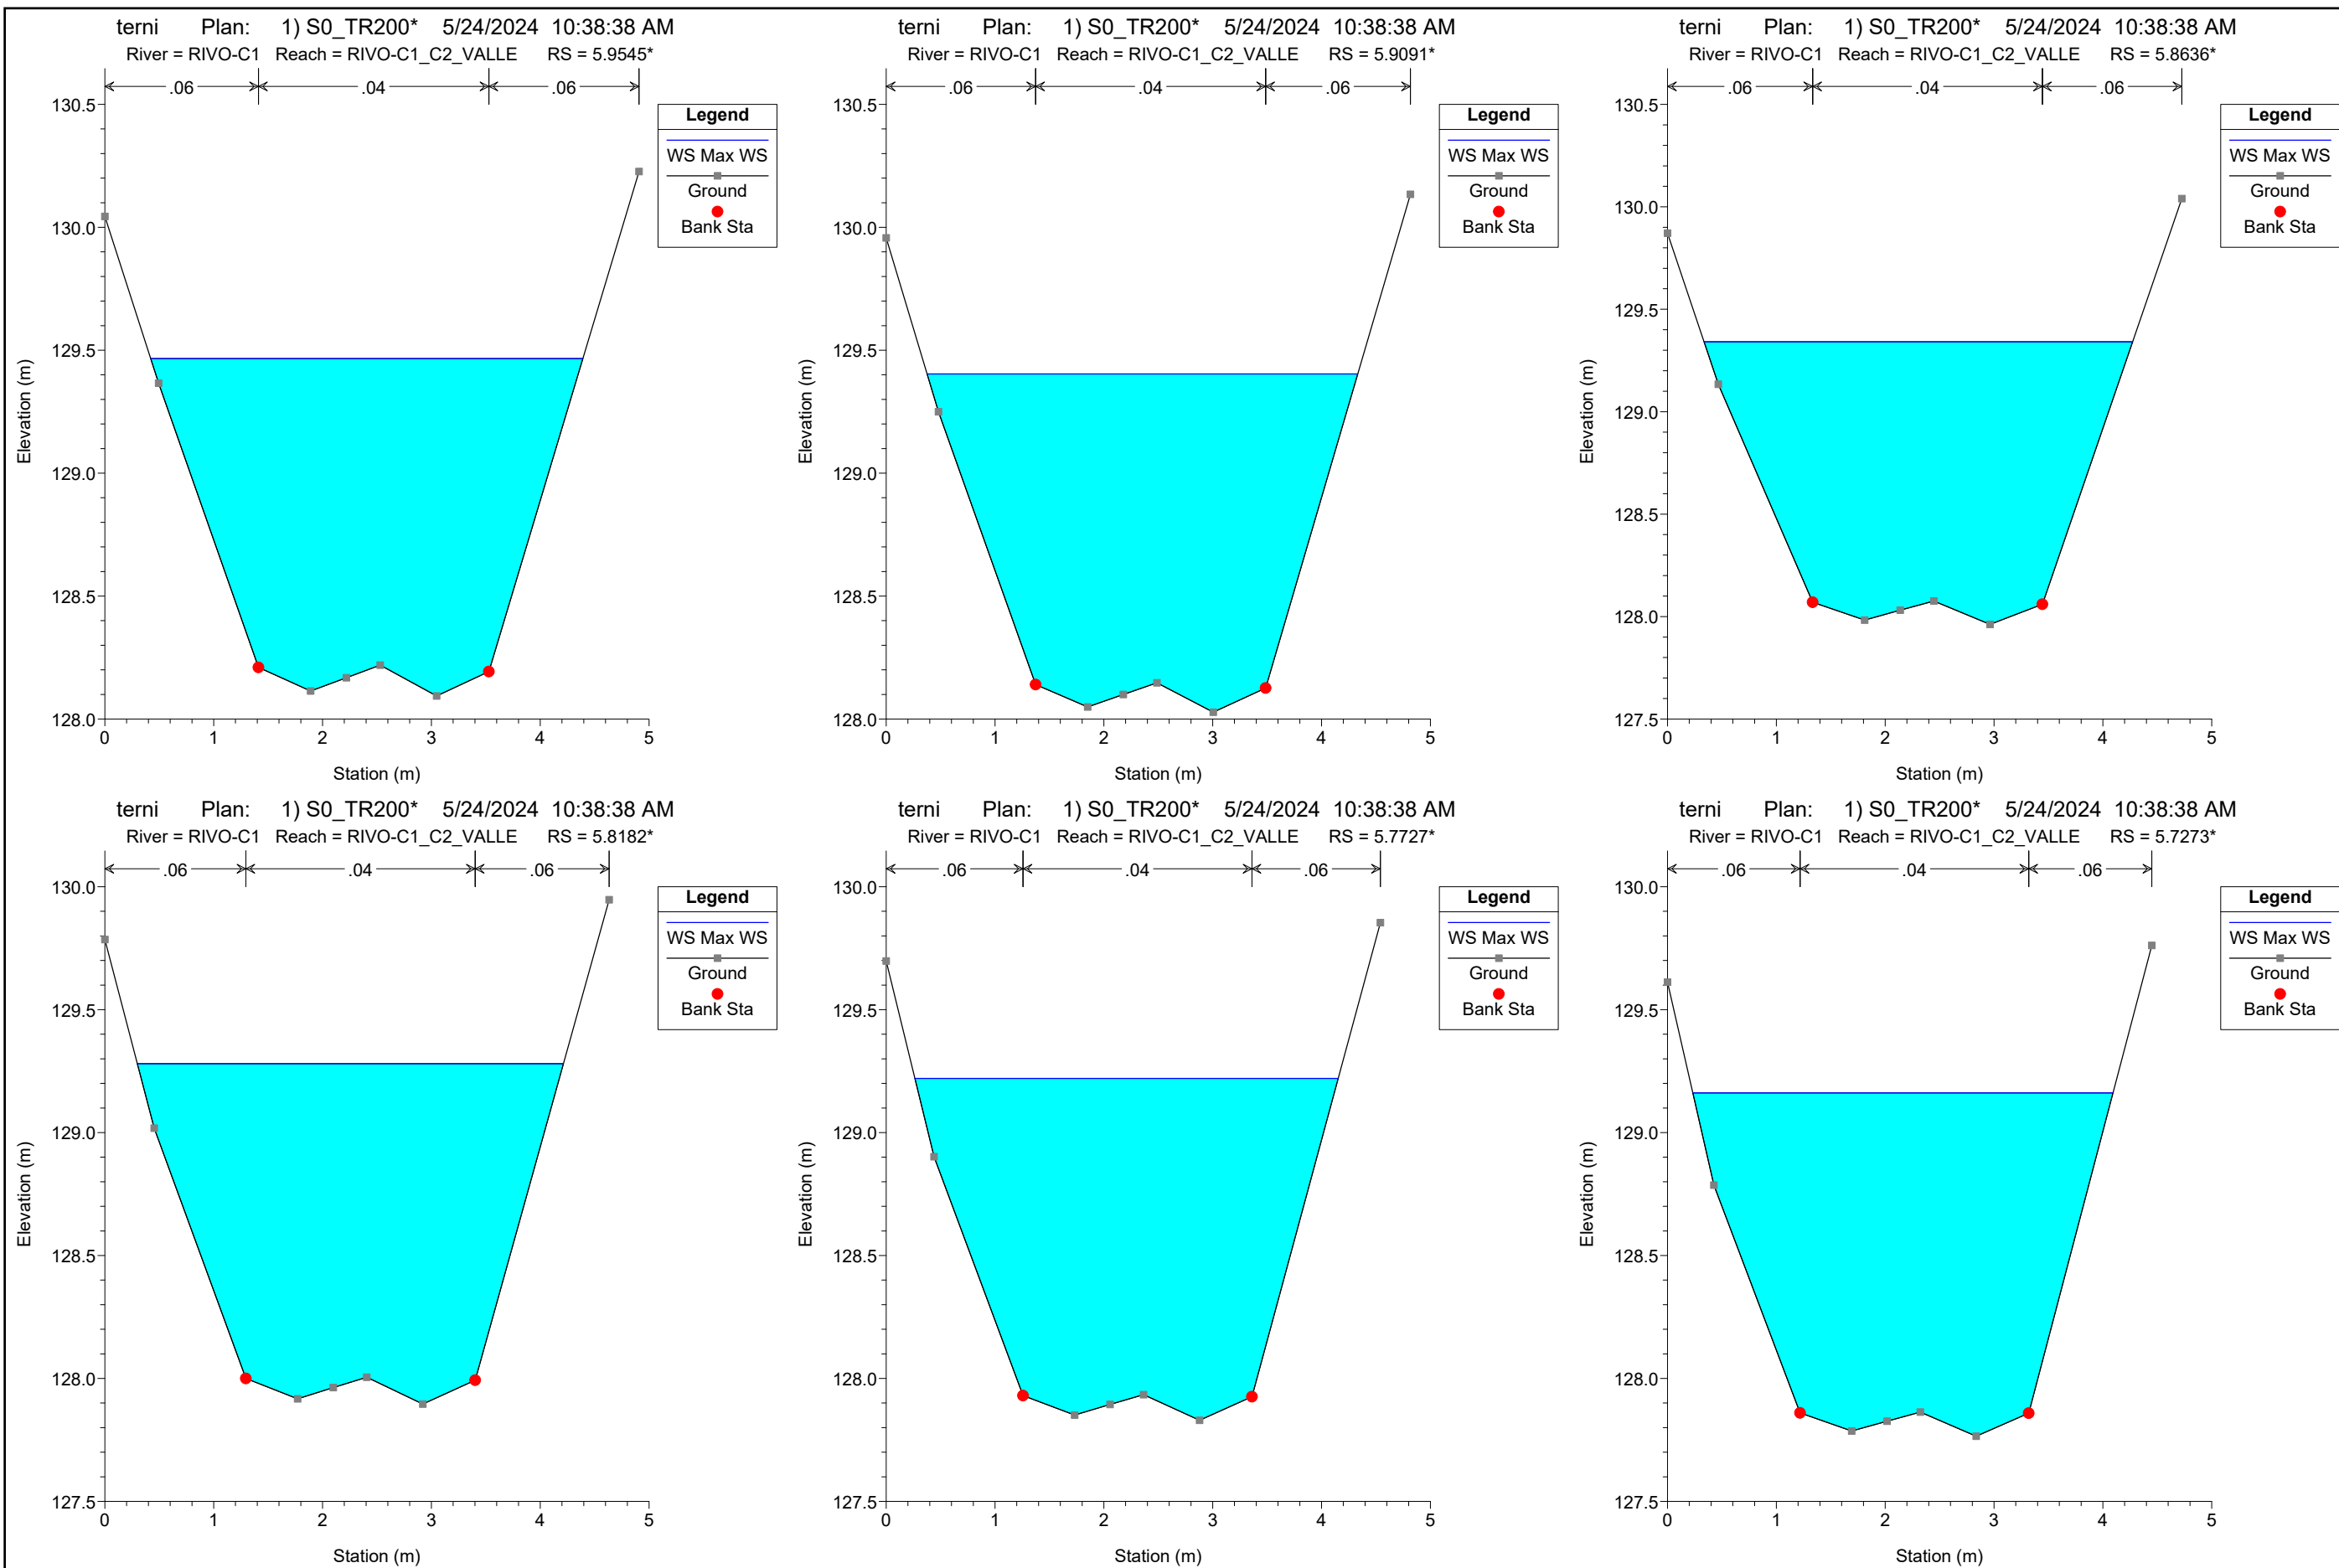 terni Plan: 1) S0_TR200* 5/24/2024 10:38:38 AM
River = RIVO-C1 Reach = RIVO-C1_C2_VALLE RS = 5.9545*
.06 .04 .06
130.5
130.0
129.5
129.0
128.5
128.0
0 1 2 3 4 5
Station (m)
Elevation (m)
Legend
WS Max WS
Ground
Bank Sta
terni Plan: 1) S0_TR200* 5/24/2024 10:38:38 AM
River = RIVO-C1 Reach = RIVO-C1_C2_VALLE RS = 5.9091*
.06 .04 .06
130.5
130.0
129.5
129.0
128.5
128.0
0 1 2 3 4 5
Station (m)
Elevation (m)
Legend
WS Max WS
Ground
Bank Sta
terni Plan: 1) S0_TR200* 5/24/2024 10:38:38 AM
River = RIVO-C1 Reach = RIVO-C1_C2_VALLE RS = 5.8636*
.06 .04 .06
130.5
130.0
129.5
129.0
128.5
128.0
127.5
0 1 2 3 4 5
Station (m)
Elevation (m)
Legend
WS Max WS
Ground
Bank Sta
terni Plan: 1) S0_TR200* 5/24/2024 10:38:38 AM
River = RIVO-C1 Reach = RIVO-C1_C2_VALLE RS = 5.8182*
.06 .04 .06
130.0
129.5
129.0
128.5
128.0
127.5
0 1 2 3 4 5
Station (m)
Elevation (m)
Legend
WS Max WS
Ground
Bank Sta
terni Plan: 1) S0_TR200* 5/24/2024 10:38:38 AM
River = RIVO-C1 Reach = RIVO-C1_C2_VALLE RS = 5.7727*
.06 .04 .06
130.0
129.5
129.0
128.5
128.0
127.5
0 1 2 3 4 5
Station (m)
Elevation (m)
Legend
WS Max WS
Ground
Bank Sta
terni Plan: 1) S0_TR200* 5/24/2024 10:38:38 AM
River = RIVO-C1 Reach = RIVO-C1_C2_VALLE RS = 5.7273*
.06 .04 .06
130.0
129.5
129.0
128.5
128.0
127.5
0 1 2 3 4 5
Station (m)
Elevation (m)
Legend
WS Max WS
Ground
Bank Sta